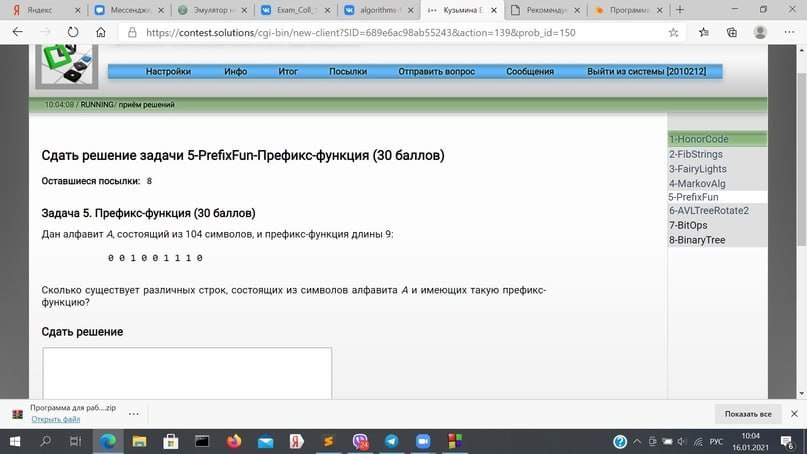 Яндекс
Мессендже
Эмулятор н
Exam_Coll_
algorithms-
Кузьмина Е
Рекомендус
Программа
https://contest.solutions/cgi-bin/new-client?SID=689e6ac98ab55243&action=139&prob_id=150
Настройки Инфо Итог Посылки Отправить вопрос Сообщения Выйти из системы [2010212]
10:04:08 / RUNNING/ приём решений
1-HonorCode
2-FibStrings
3-FairyLights
4-MarkovAlg
5-PrefixFun
6-AVLTreeRotate2
7-BitOps
8-BinaryTree
Сдать решение задачи 5-PrefixFun-Префикс-функция (30 баллов)
Оставшиеся посылки: 8
Задача 5. Префикс-функция (30 баллов)
Дан алфавит A, состоящий из 104 символов, и префикс-функция длины 9:
0 0 1 0 0 1 1 1 0
Сколько существует различных строк, состоящих из символов алфавита A и имеющих такую префикс-
функцию?
Сдать решение
Программа для раб....zip
Открыть файл
Показать все
24
РУС
10:04
16.01.2021
6